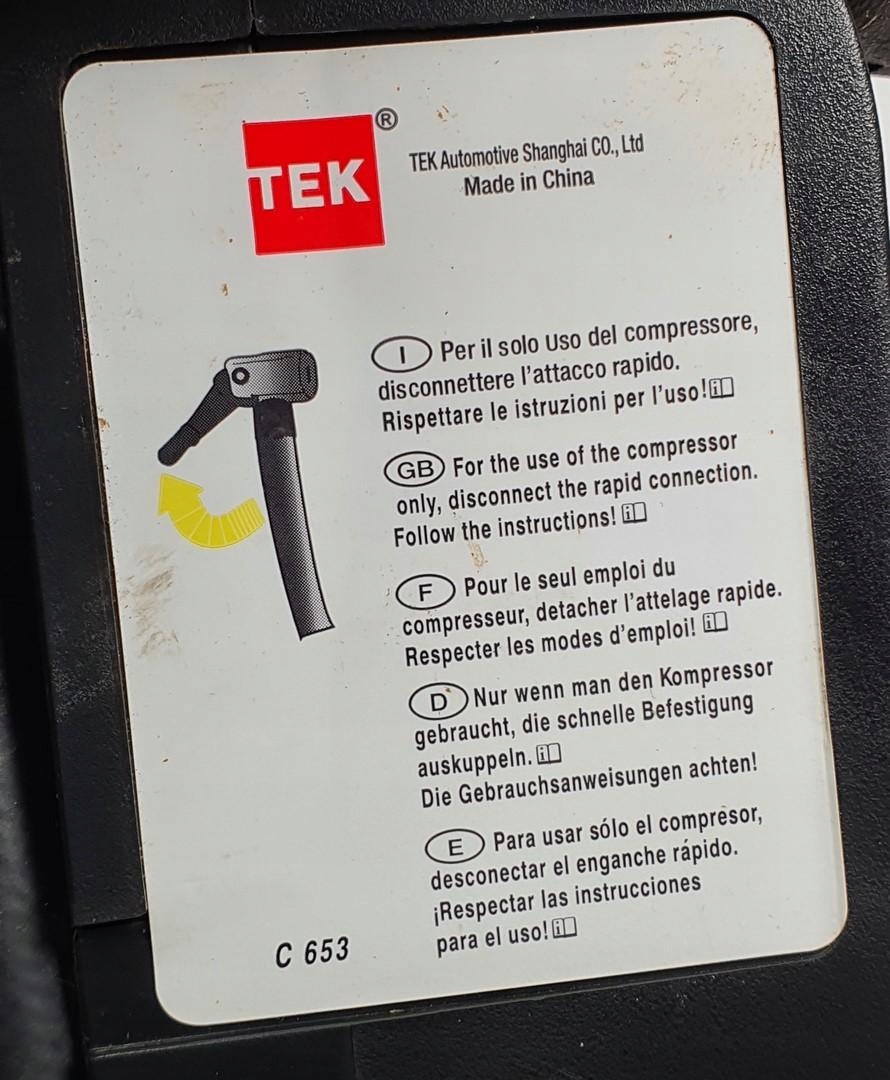 TEK ®
TEK Automotive Shanghai CO., Ltd
Made in China
I Per il solo uso del compressore,
disconnettere l'attacco rapido.
Rispettare le istruzioni per l'uso!
GB For the use of the compressor
only, disconnect the rapid connection.
Follow the instructions!
F Pour le seul emploi du
compresseur, detacher l'attelage rapide.
Respecter les modes d'emploi!
D Nur wenn man den Kompressor
gebraucht, die schnelle Befestigung
auskuppeln.
Die Gebrauchsanweisungen achten!
E Para usar sólo el compresor,
desconectar el enganche rápido.
¡Respectar las instrucciones
para el uso!
C 653